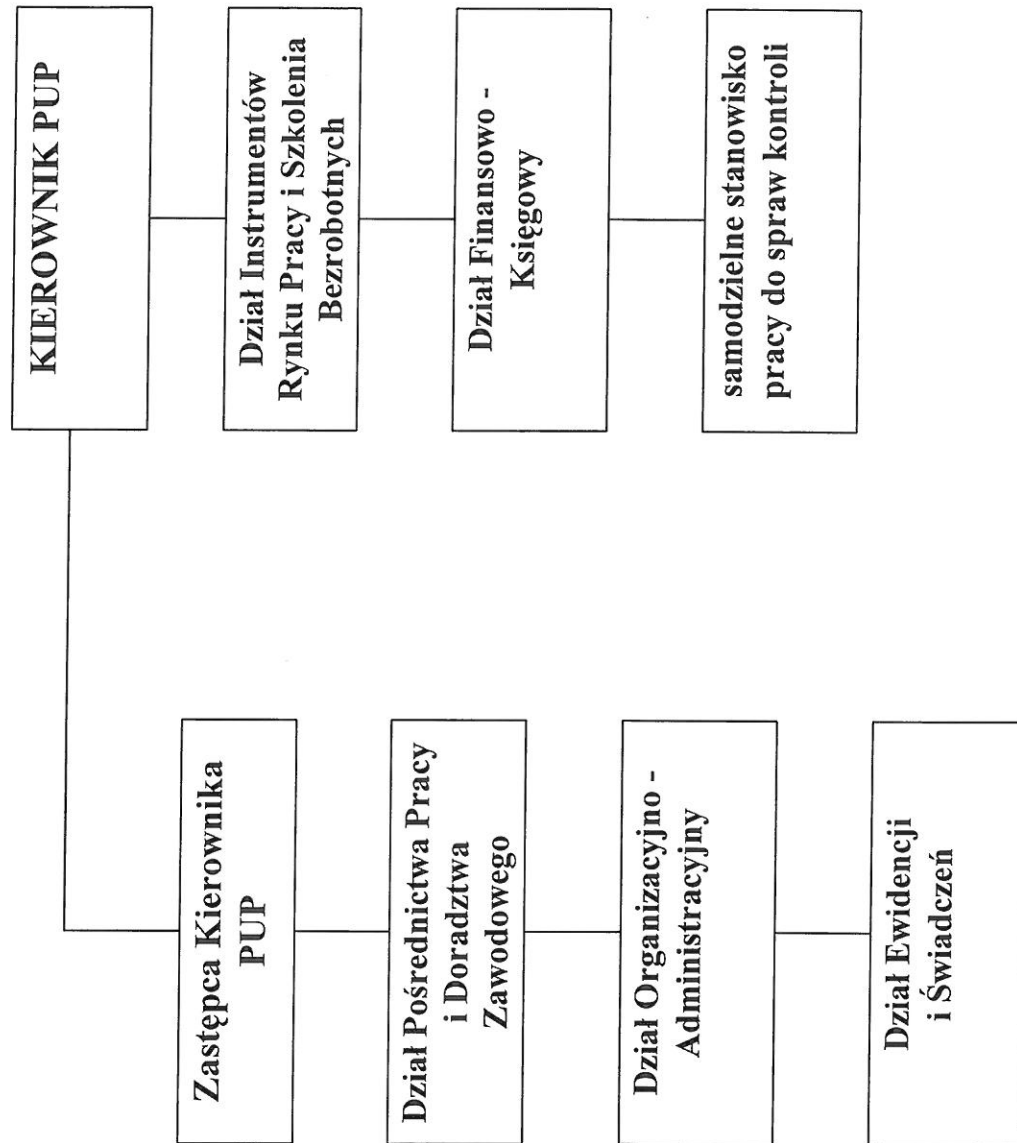 KIEROWNIK PUP
Zastępca Kierownika
PUP
Dział Pośrednictwa Pracy
i Doradztwa
Zawodowego
Dział Organizacyjno -
Administracyjny
Dział Ewidencji
i Świadczeń
Dział Instrumentów
Rynku Pracy i Szkolenia
Bezrobotnych
Dział Finansowo -
Księgowy
samodzielne stanowisko
pracy do spraw kontroli